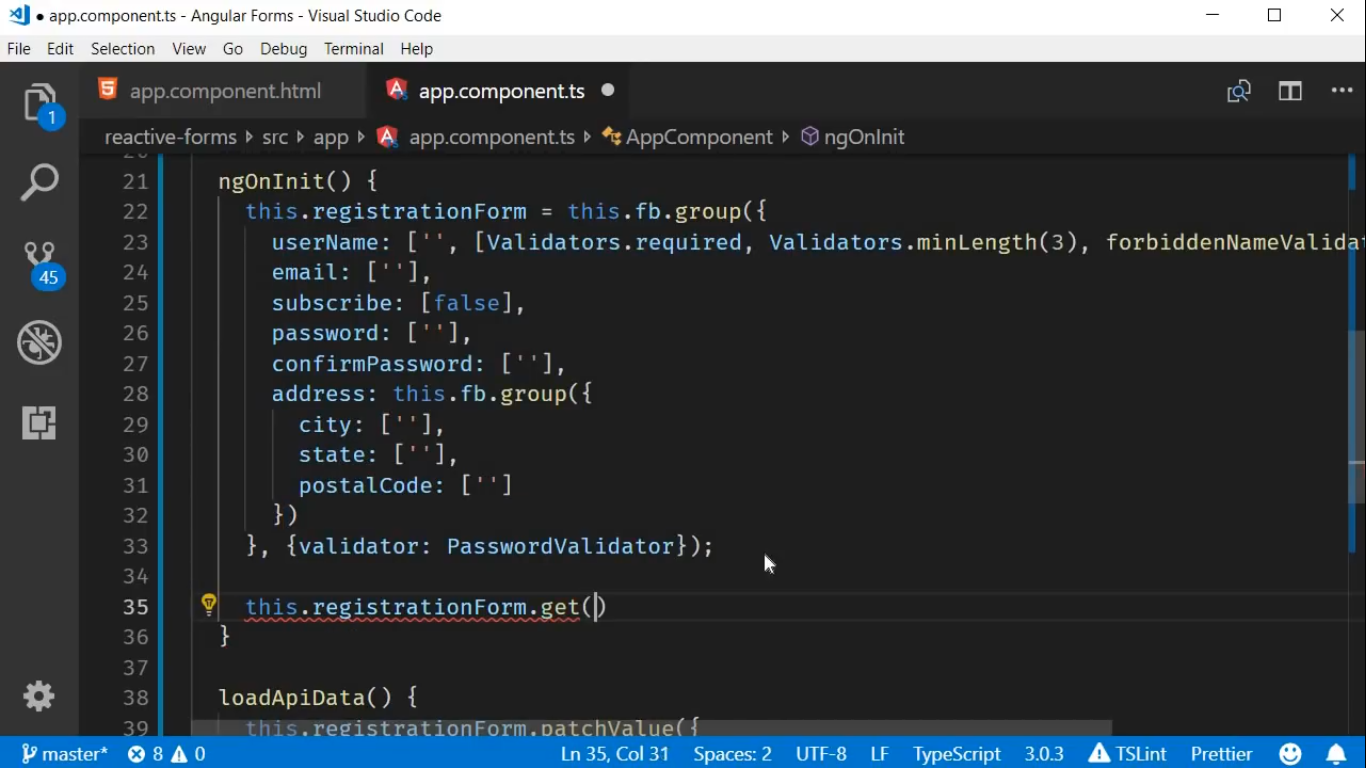 app.component.ts - Angular Forms - Visual Studio Code
File Edit Selection View Go Debug Terminal Help
app.component.html app.component.ts
reactive-forms src app app.component.ts AppComponent ngOnInit
1
45
21 ngOnInit() {
22 this.registrationForm = this.fb.group({
23 userName: ['', [Validators.required, Validators.minLength(3), forbiddenNameValidat
24 email: [''],
25 subscribe: [false],
26 password: [''],
27 confirmPassword: [''],
28 address: this.fb.group({
29 city: [''],
30 state: [''],
31 postalCode: ['']
32 })
33 }, {validator: PasswordValidator});
34
35 this.registrationForm.get()
36 }
37
38 loadApiData() {
39 this.registrationForm.patchValue({
master* 8 0 Ln 35, Col 31 Spaces: 2 UTF-8 LF TypeScript 3.0.3 TSLint Prettier